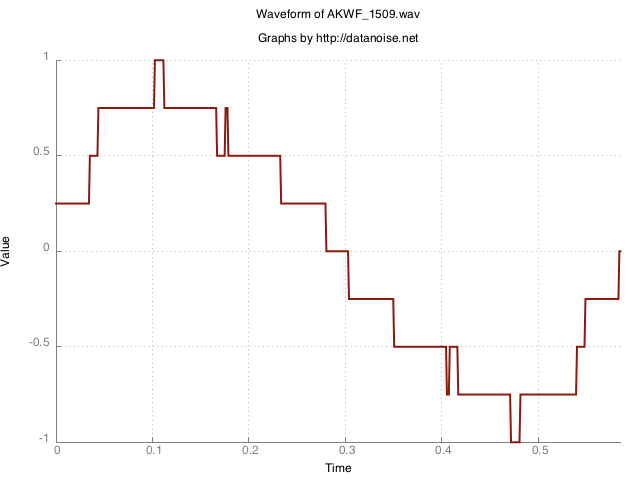 Waveform of AKWF_1509.wav
Graphs by http://datanoise.net
1
0.5
0
-0.5
-1
Value
0 0.1 0.2 0.3 0.4 0.5
Time